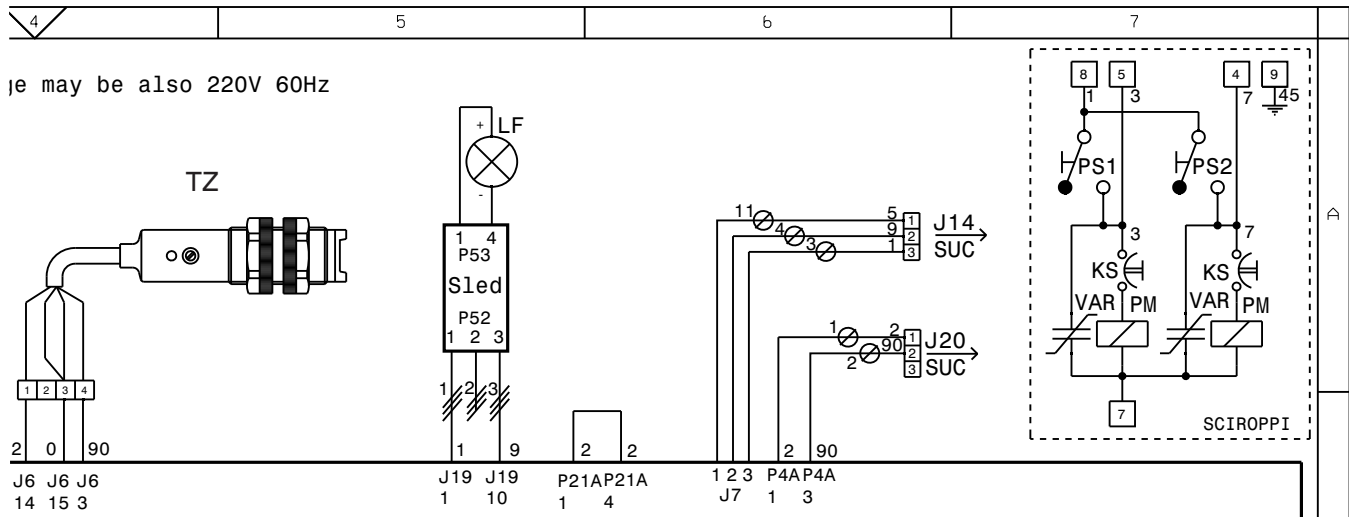 4 5 6 7
ge may be also 220V 60Hz
A
TZ
1 2 3 4
2 0 90
J6 J6 J6
14 15 3
+ LF
-
1 4
P53
Sled
P52
1 2 3
1 2 3
1 9
J19 J19
1 10
2 2
P21A P21A
1 4
11 5 1 J14
4 9 2 SUC
3 1 3
1 2 1 J20
2 90 2 SUC
3
2 90
1 2 3 P4A P4A
J7 1 3
8 5 4 9
1 3 7 45
PS1 PS2
3 7
KS KS
VAR PM VAR PM
7
SCIROPPI